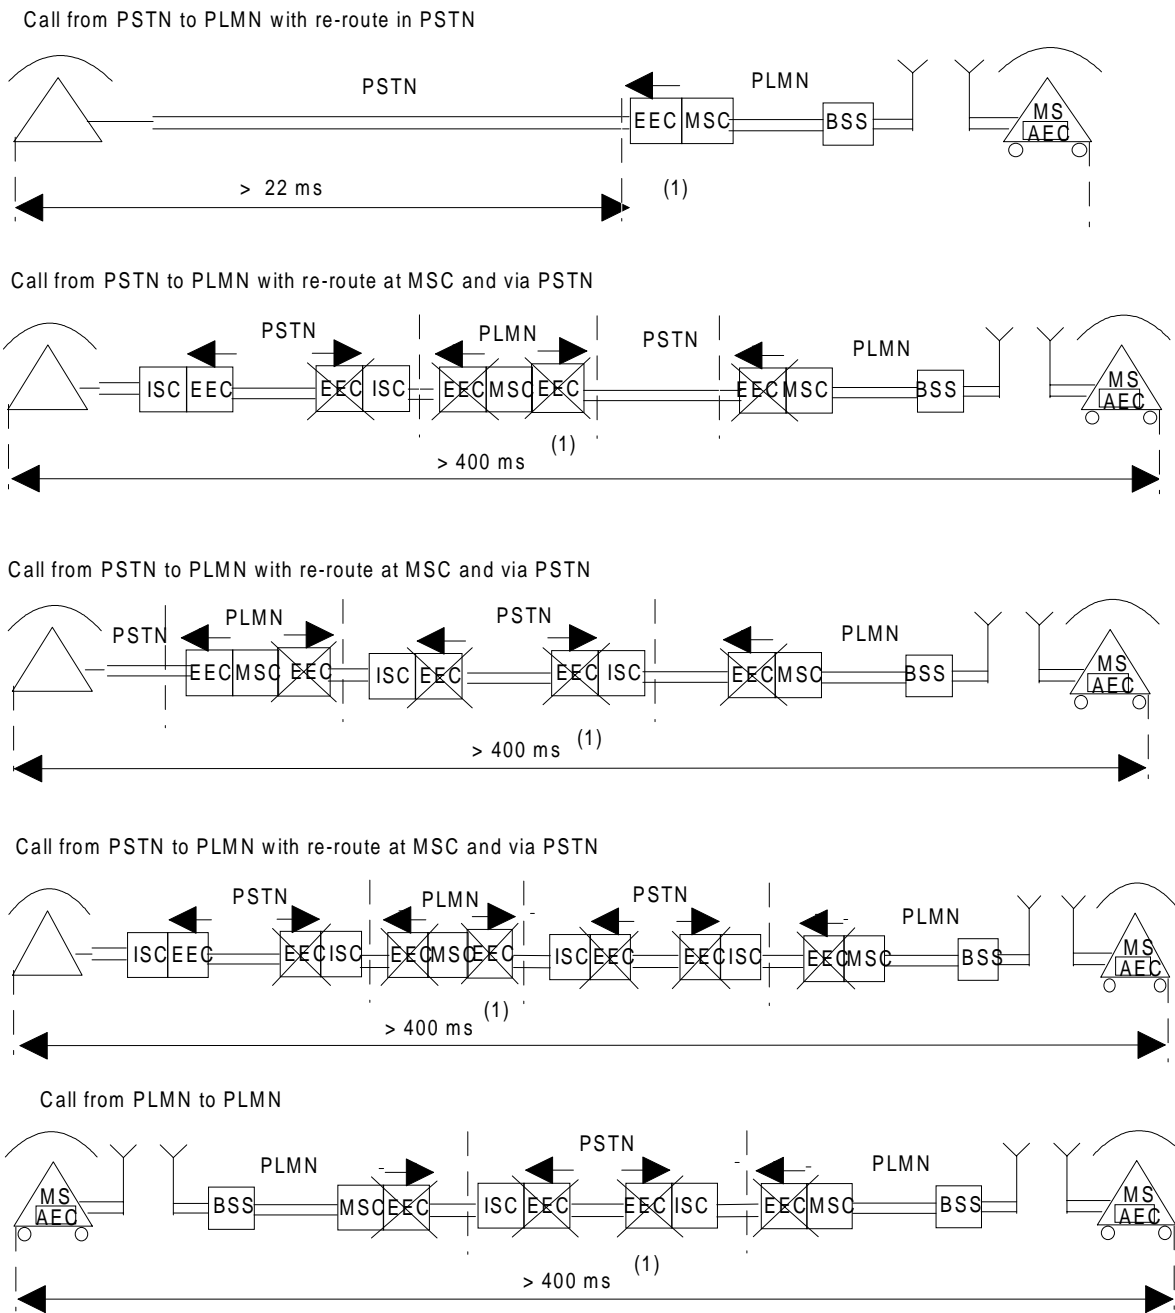 Call from PSTN to PLMN with re-route in PSTN
PSTN PLMN
EEC MSC BSS MS
AEC
> 22 ms (1)
Call from PSTN to PLMN with re-route at MSC and via PSTN
PSTN PLMN PSTN PLMN
ISC EEC EEC ISC EEC MSC EEC EEC MSC BSS MS
AEC
(1)
> 400 ms
Call from PSTN to PLMN with re-route at MSC and via PSTN
PSTN PLMN PSTN PLMN
EEC MSC EEC ISC EEC EEC ISC EEC MSC BSS MS
AEC
> 400 ms (1)
Call from PSTN to PLMN with re-route at MSC and via PSTN
PSTN PLMN PSTN PLMN
ISC EEC EEC ISC EEC MSC EEC ISC EEC EEC ISC EEC MSC BSS MS
AEC
(1)
> 400 ms
Call from PLMN to PLMN
PLMN PSTN PLMN
MS BSS MSC EEC ISC EEC EEC ISC EEC MSC BSS MS
AEC AEC
(1)
> 400 ms